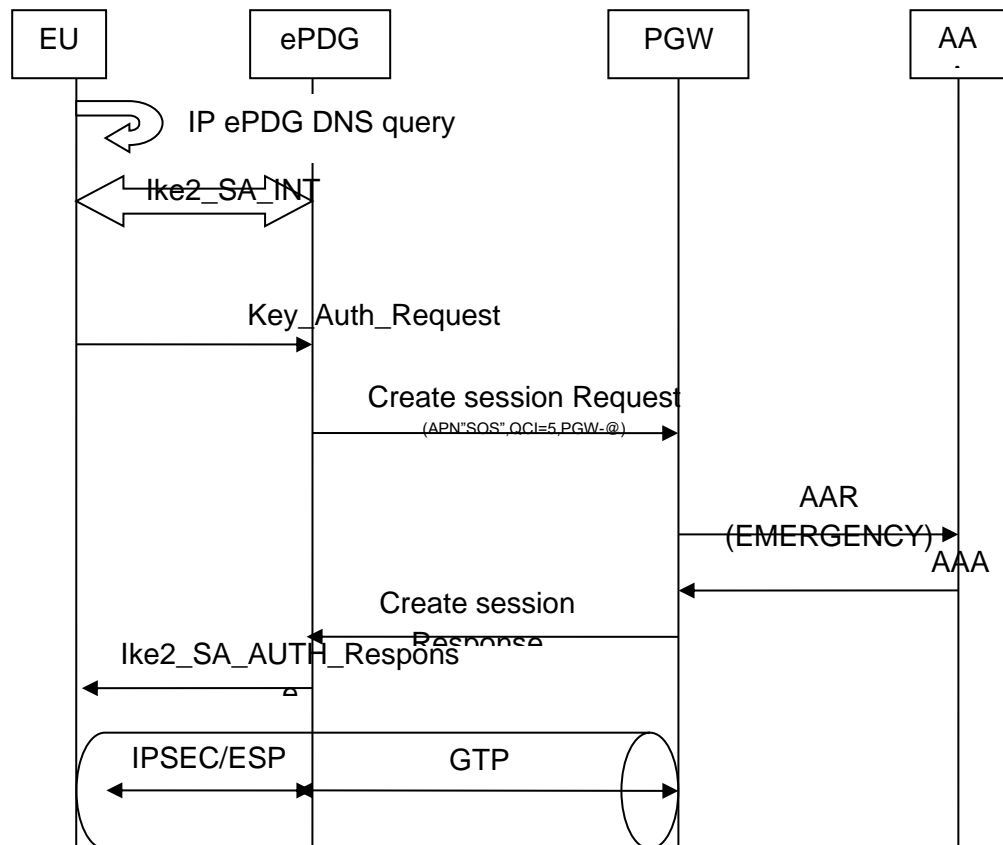 EU
ePDG
PGW
AA
IP ePDG DNS query
Ike2_SA_INT
Key_Auth_Request
Create session Request
(APN"SOS",QCI=5,PGW-@)
AAR
(EMERGENCY)
AAA
Create session
Response
Ike2_SA_AUTH_Respons
IPSEC/ESP
GTP